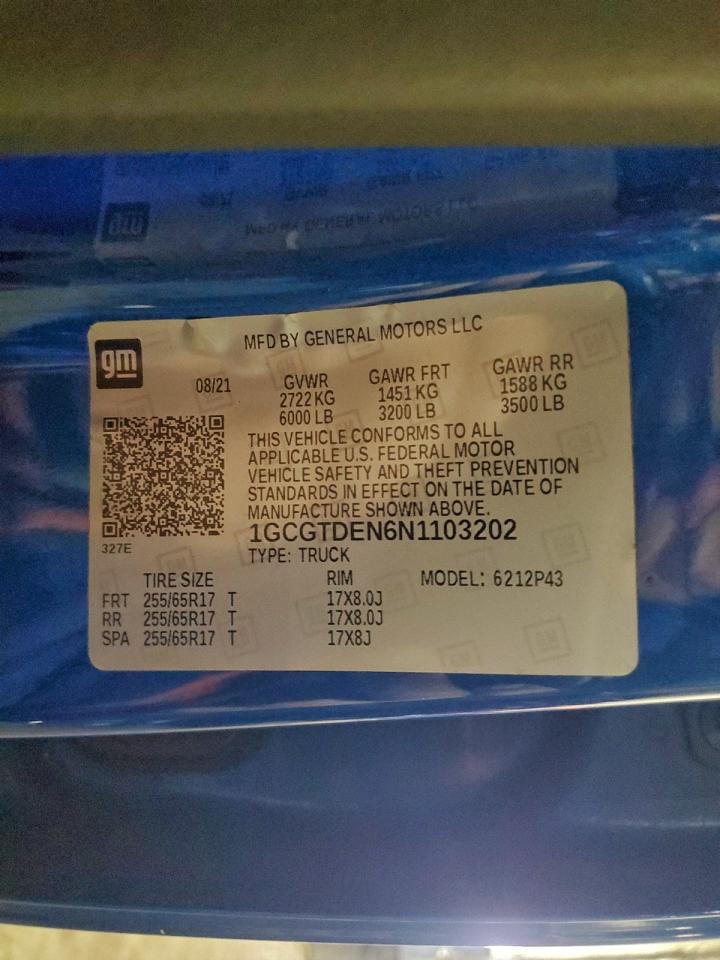 MFD BY GENERAL MOTORS LLC
gm
08/21 GVWR GAWR FRT GAWR RR
2722 KG 1451 KG 1588 KG
6000 LB 3200 LB 3500 LB
THIS VEHICLE CONFORMS TO ALL
APPLICABLE U.S. FEDERAL MOTOR
VEHICLE SAFETY AND THEFT PREVENTION
STANDARDS IN EFFECT ON THE DATE OF
MANUFACTURE SHOWN ABOVE.
1GCGTDEN6N1103202
327E
TYPE: TRUCK
TIRE SIZE RIM MODEL: 6212P43
FRT 255/65R17 T 17X8.0J
RR 255/65R17 T 17X8.0J
SPA 255/65R17 T 17X8J